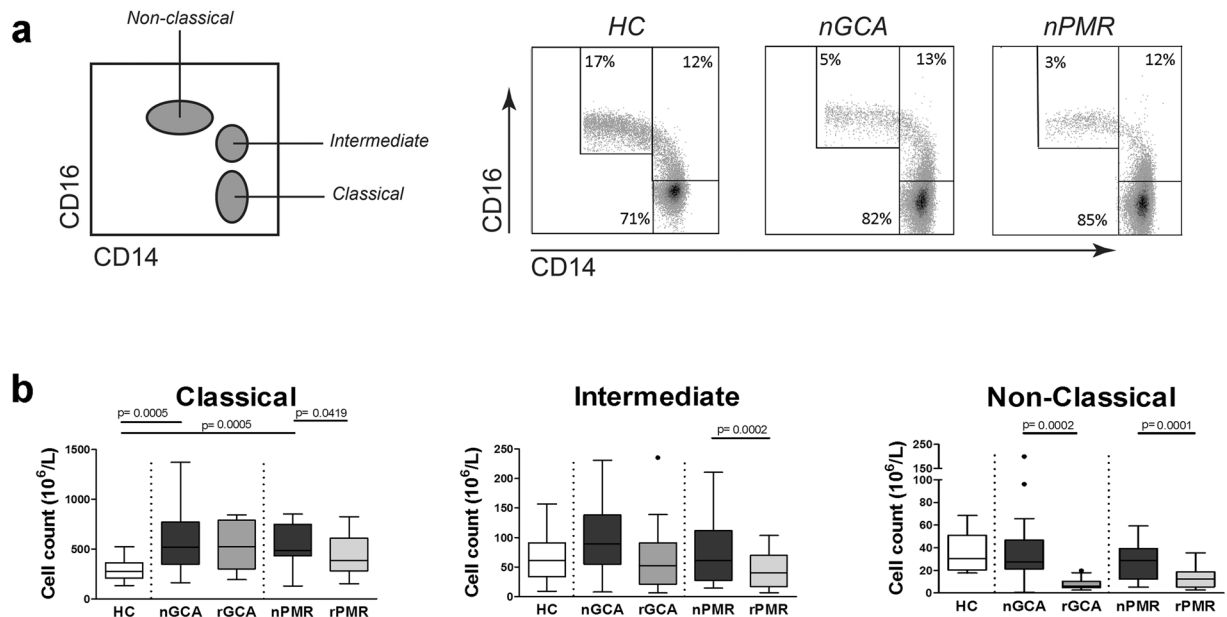 a
Non-classical
Intermediate
Classical
CD16
CD14
HC
nGCA
nPMR
17%
12%
71%
5%
13%
82%
3%
12%
85%
CD16
CD14
b
Classical
p= 0.0005
p= 0.0419
p= 0.0005
Cell count (10⁶/L)
1500
1000
500
0
HC nGCA rGCA nPMR rPMR
Intermediate
p= 0.0002
Cell count (10⁶/L)
250
200
150
100
50
0
HC nGCA rGCA nPMR rPMR
Non-Classical
p= 0.0002
p= 0.0001
Cell count (10⁶/L)
250
150
100
80
60
40
20
0
HC nGCA rGCA nPMR rPMR